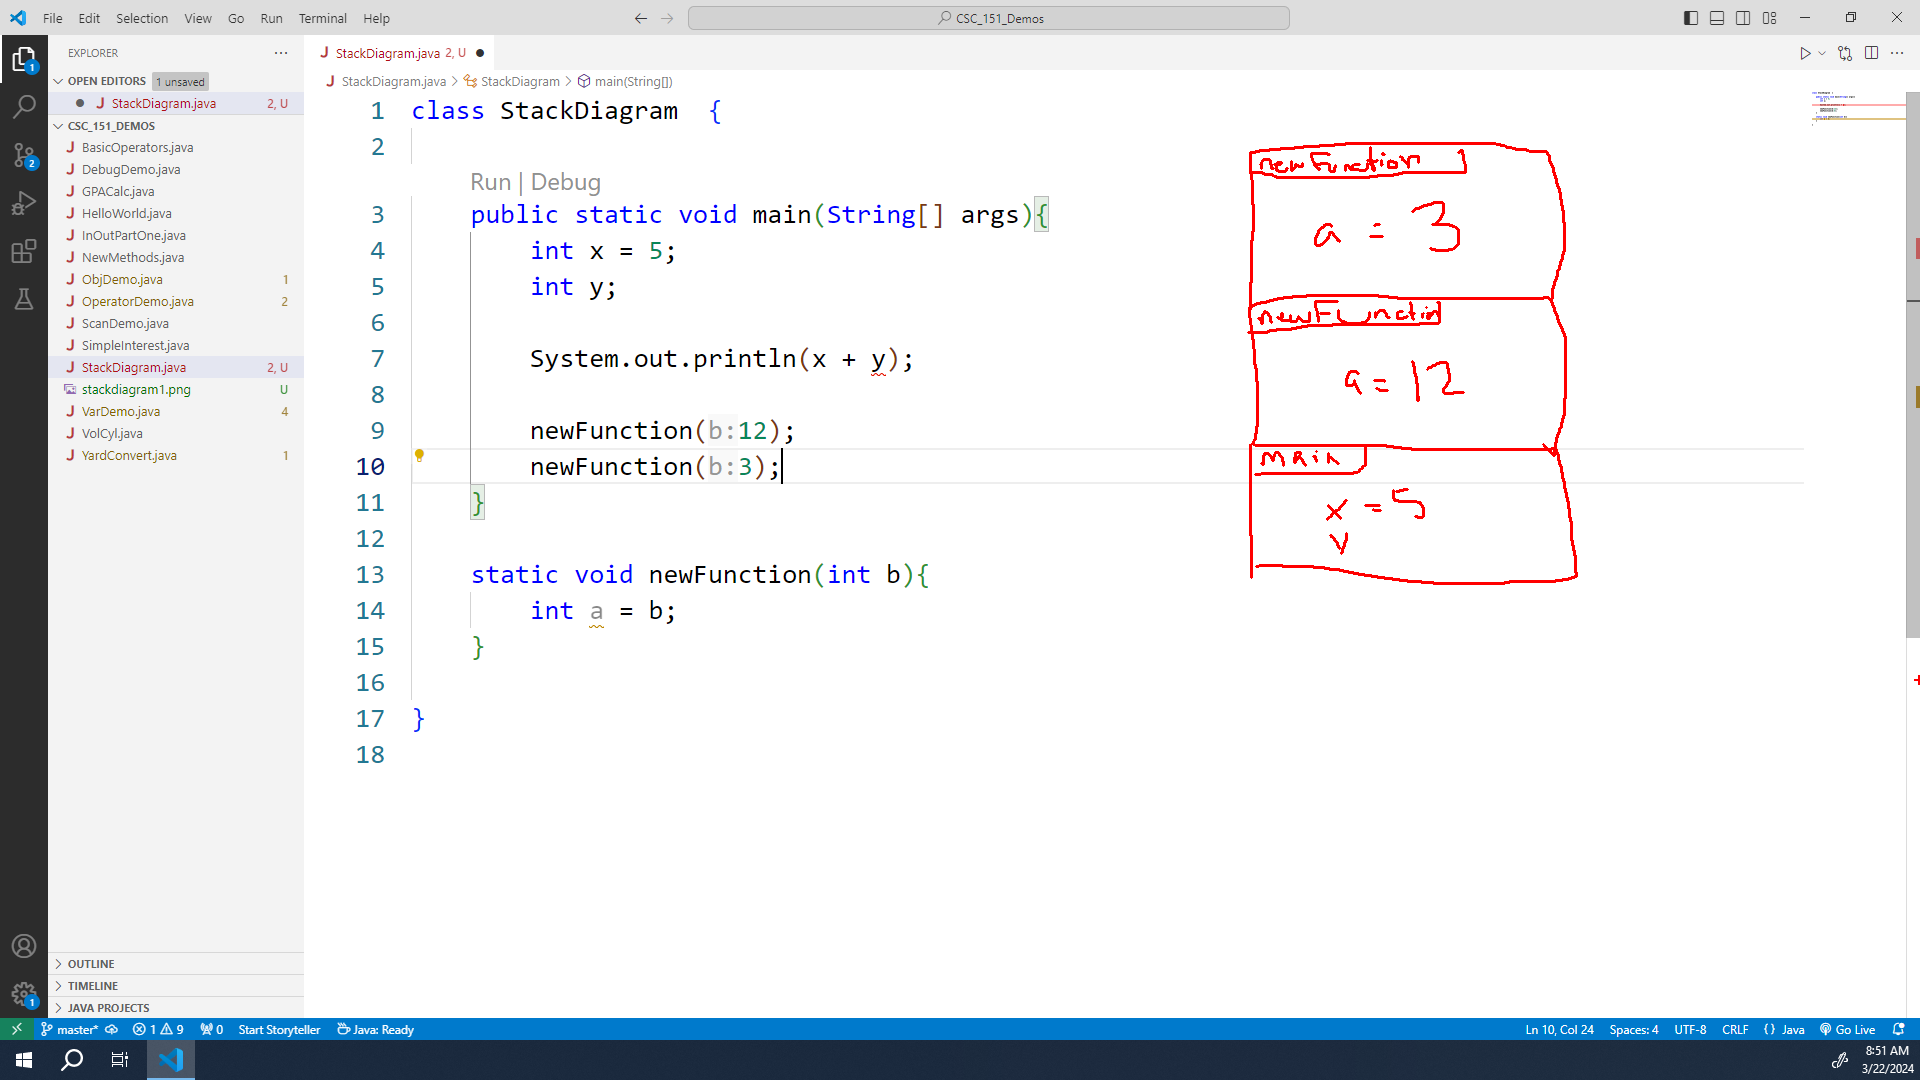 File Edit Selection View Go Run Terminal Help
CSC_151_Demos
EXPLORER
OPEN EDITORS 1 unsaved
StackDiagram.java 2, U
CSC_151_DEMOS
BasicOperators.java
DebugDemo.java
GPACalc.java
HelloWorld.java
InOutPartOne.java
NewMethods.java
ObjDemo.java 1
OperatorDemo.java 2
ScanDemo.java
SimpleInterest.java
StackDiagram.java 2, U
stackdiagram1.png U
VarDemo.java 4
VolCyl.java
YardConvert.java 1
OUTLINE
TIMELINE
JAVA PROJECTS
StackDiagram.java 2, U
StackDiagram.java > StackDiagram > main(String[])
1 class StackDiagram {
2
Run | Debug
3 public static void main(String[] args){
4 int x = 5;
5 int y;
6
7 System.out.println(x + y);
8
9 newFunction(b:12);
10 newFunction(b:3);
11 }
12
13 static void newFunction(int b){
14 int a = b;
15 }
16
17 }
18
newFunction
a = 3
newFunctin
a = 12
main
x = 5
y
1
2
1
master* 1 9 0 Start Storyteller Java: Ready
Ln 10, Col 24 Spaces: 4 UTF-8 CRLF {} Java Go Live
8:51 AM
3/22/2024